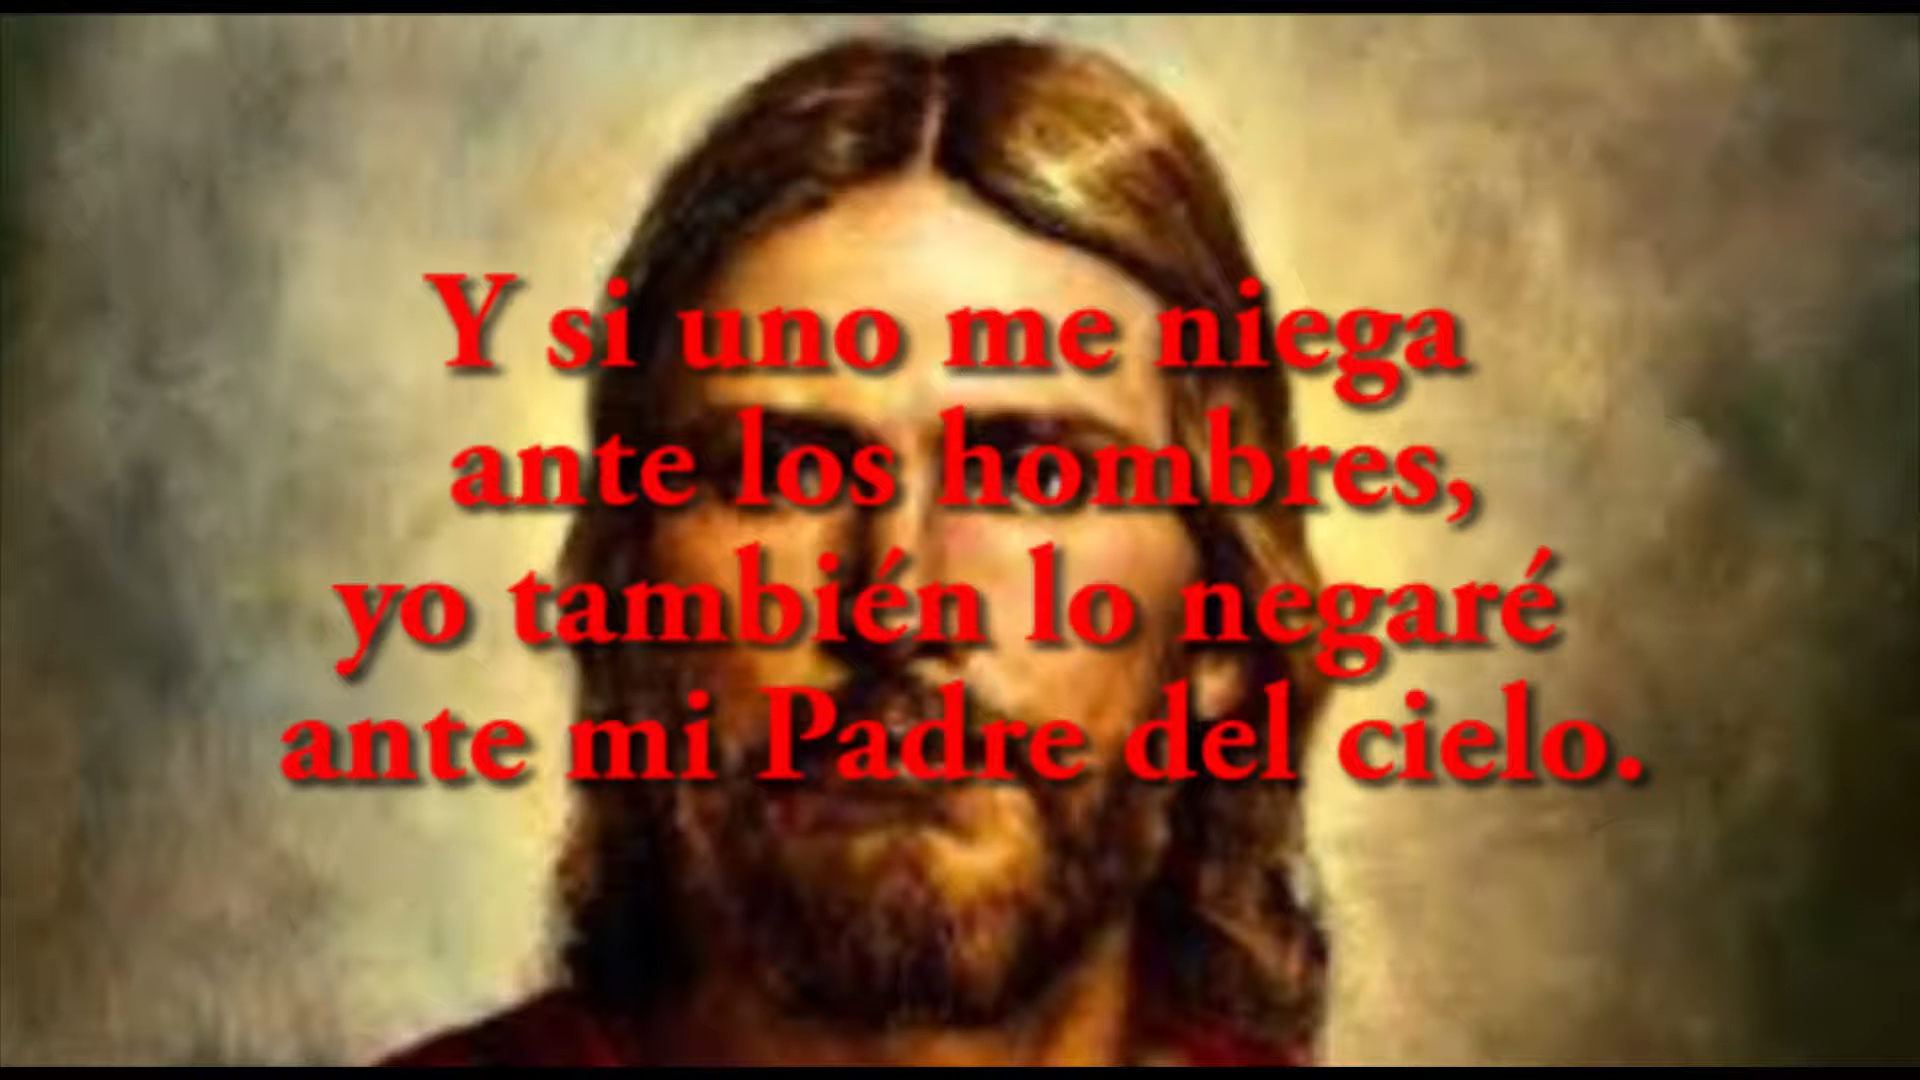 Y si uno me niega
ante los hombres,
yo también lo negaré
ante mi Padre del cielo.